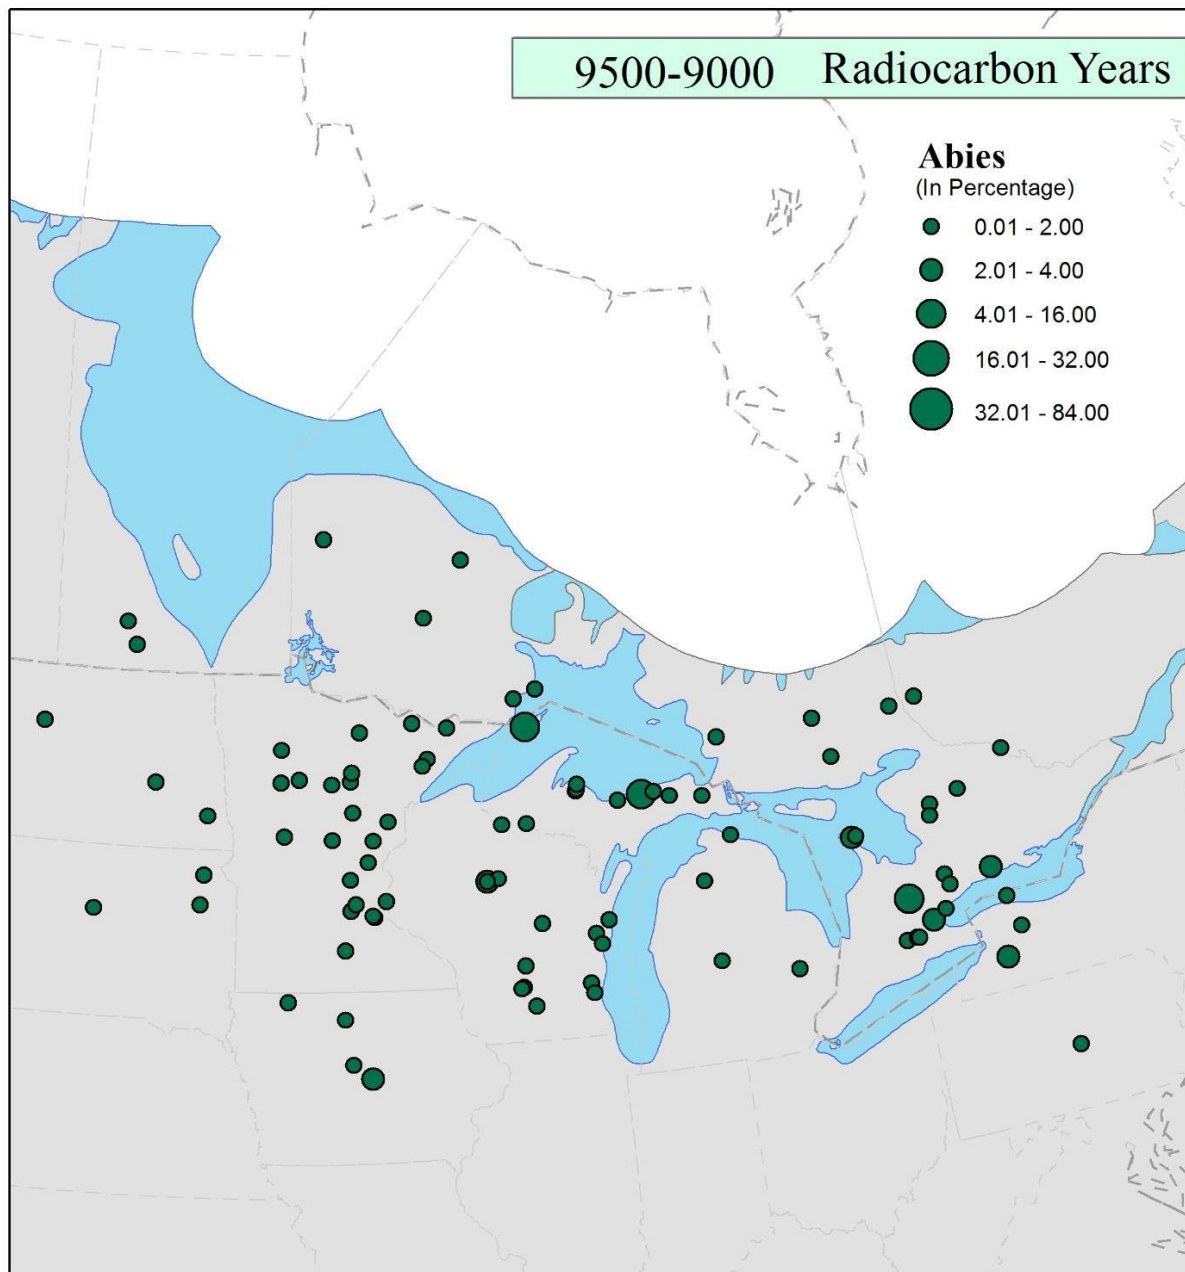 9500-9000 Radiocarbon Years
Abies
(In Percentage)
0.01 - 2.00
2.01 - 4.00
4.01 - 16.00
16.01 - 32.00
32.01 - 84.00